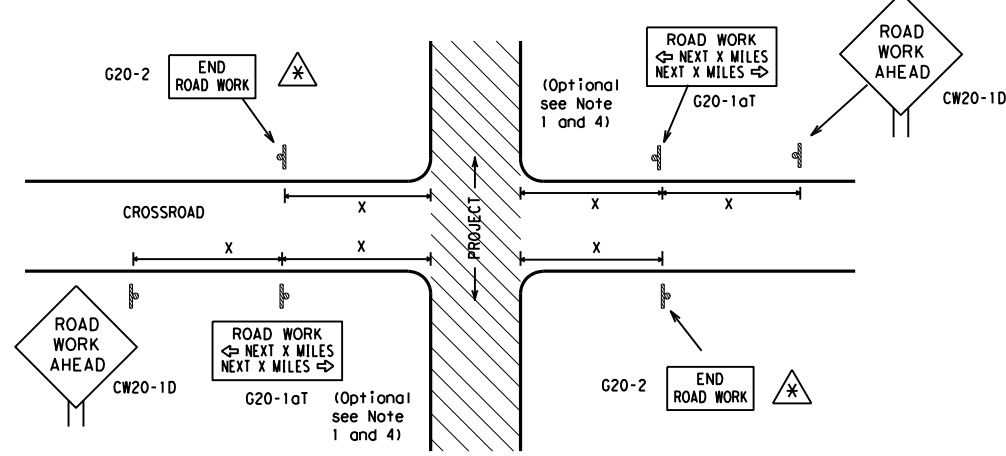 ROAD
WORK
AHEAD
CW20-1D
ROAD WORK
⇦ NEXT X MILES
NEXT X MILES ⇨
G20-1aT
(Optional
see Note
1 and 4)
G20-2
END
ROAD WORK
*
X
X
X
CROSSROAD
PROJECT
X
X
X
ROAD
WORK
AHEAD
CW20-1D
ROAD WORK
⇦ NEXT X MILES
NEXT X MILES ⇨
G20-1aT
(Optional
see Note
1 and 4)
G20-2
END
ROAD WORK
*